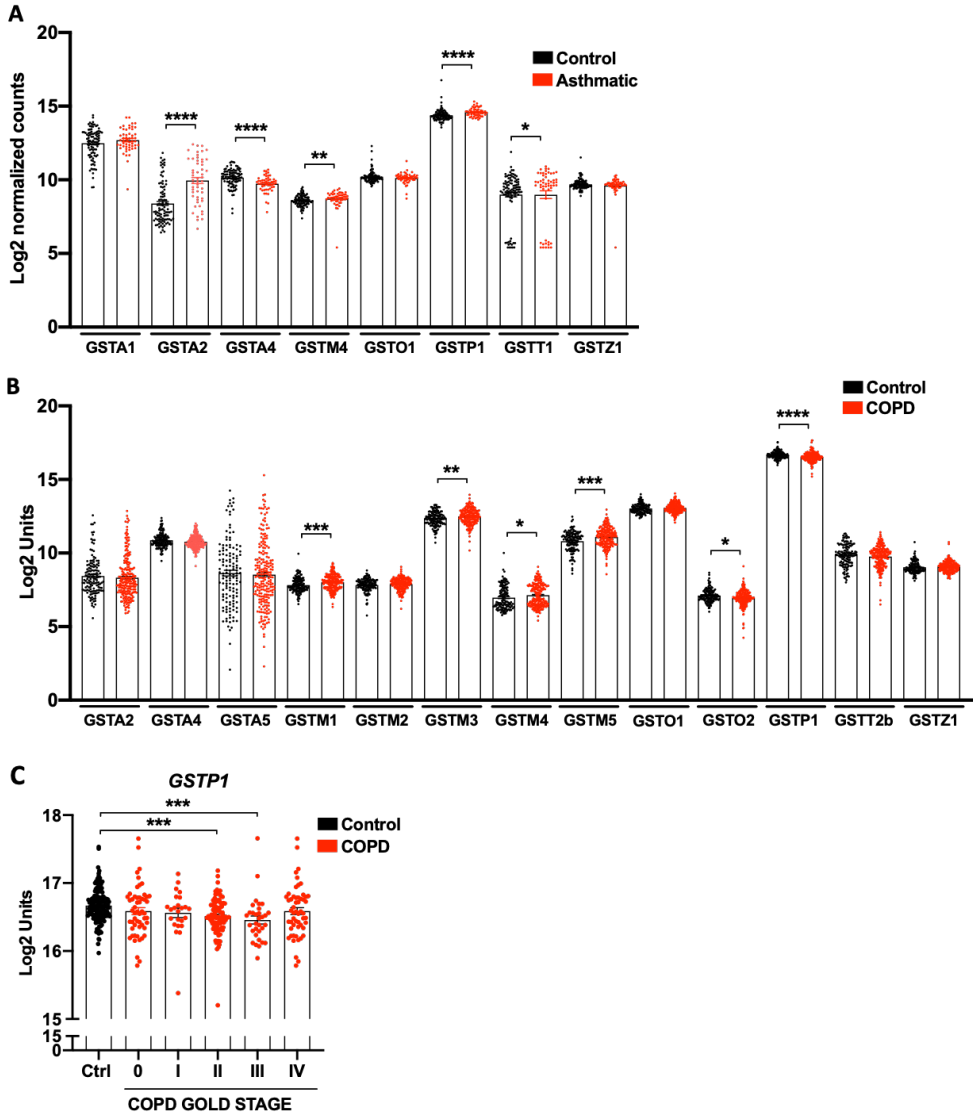 A
Log2 normalized counts
20
15
10
5
0
Control
Asthmatic
**** **** ** **** *
GSTA1 GSTA2 GSTA4 GSTM4 GSTO1 GSTP1 GSTT1 GSTZ1
B
Log2 Units
20
15
10
5
0
Control
COPD
*** ** * *** * ****
GSTA2 GSTA4 GSTA5 GSTM1 GSTM2 GSTM3 GSTM4 GSTM5 GSTO1 GSTO2 GSTP1 GSTT2b GSTZ1
C
GSTP1
Log2 Units
18
17
16
15
15
0
***
***
Control
COPD
Ctrl 0 I II III IV
COPD GOLD STAGE